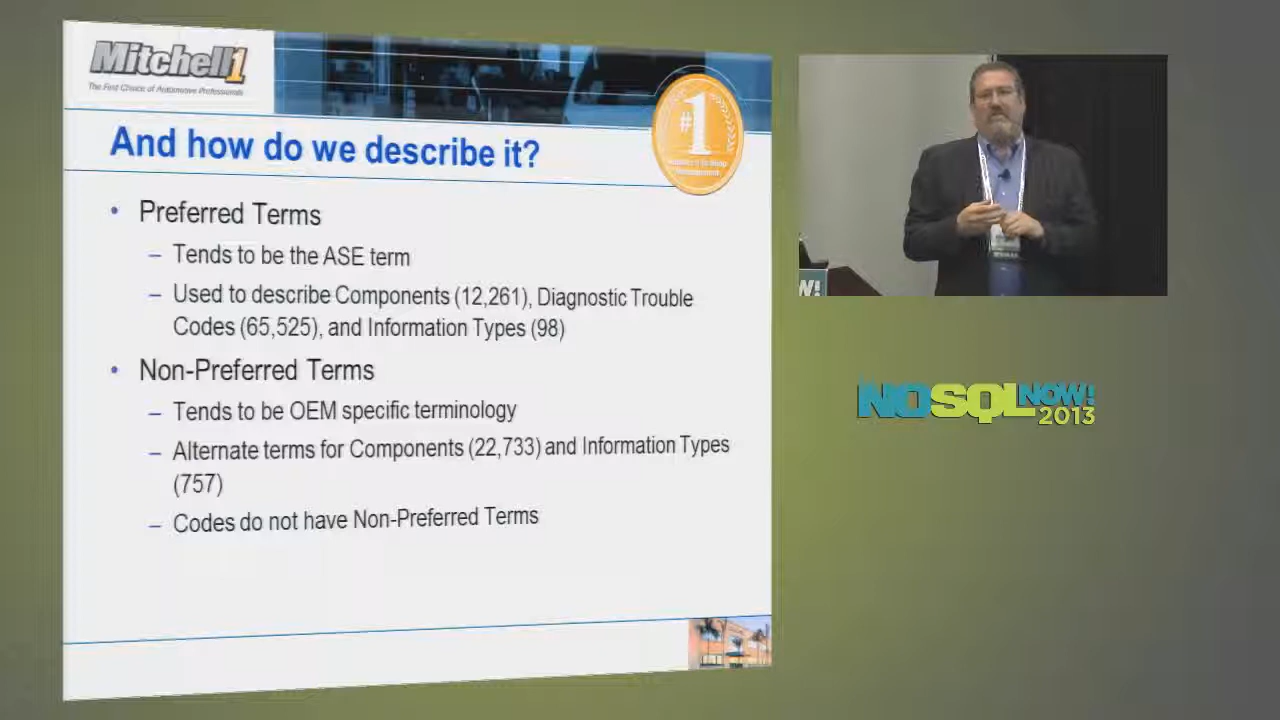 Mitchell1
The First Choice of Automotive Professionals
#1
And how do we describe it?
• Preferred Terms
– Tends to be the ASE term
– Used to describe Components (12,261), Diagnostic Trouble
Codes (65,525), and Information Types (98)
• Non-Preferred Terms
– Tends to be OEM specific terminology
– Alternate terms for Components (22,733) and Information Types
(757)
– Codes do not have Non-Preferred Terms
W!
NOSQLNOW!
2013